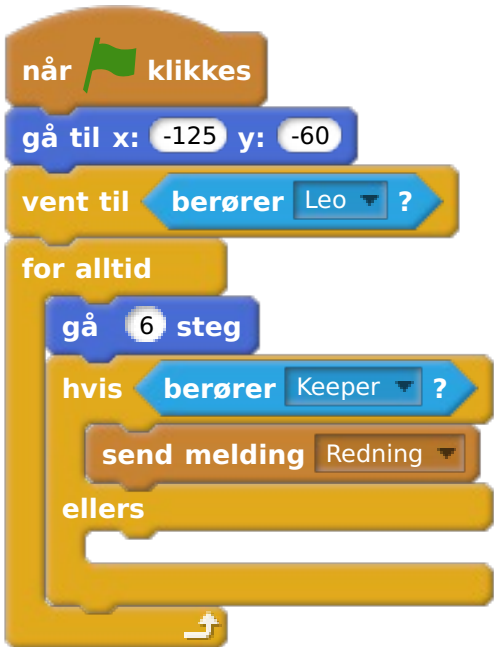 når klikkes
gå til x: -125 y: -60
vent til berører Leo ?
for alltid
gå 6 steg
hvis berører Keeper ?
send melding Redning
ellers